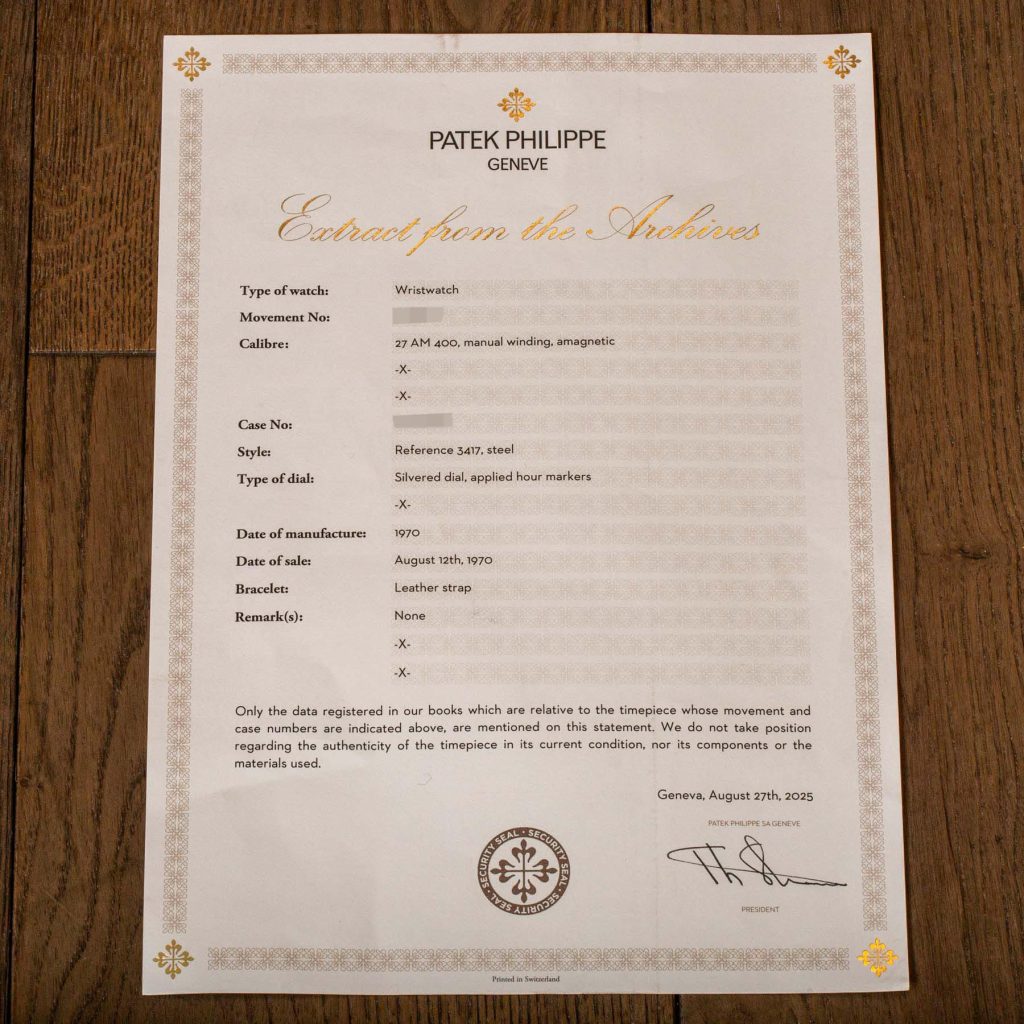 PATEK PHILIPPE
GENEVE
Extract from the Archives
Type of watch: Wristwatch
Movement No:
Calibre: 27 AM 400, manual winding, amagnetic
-X-
-X-
Case No:
Style: Reference 3417, steel
Type of dial: Silvered dial, applied hour markers
-X-
Date of manufacture: 1970
Date of sale: August 12th, 1970
Bracelet: Leather strap
Remark(s): None
-X-
-X-
Only the data registered in our books which are relative to the timepiece whose movement and
case numbers are indicated above, are mentioned on this statement. We do not take position
regarding the authenticity of the timepiece in its current condition, nor its components or the
materials used.
Geneva, August 27th, 2025
PATEK PHILIPPE SA GENEVE
SECURITY SEAL • SECURITY SEAL • SECURITY SEAL •
PRESIDENT
Printed in Switzerland